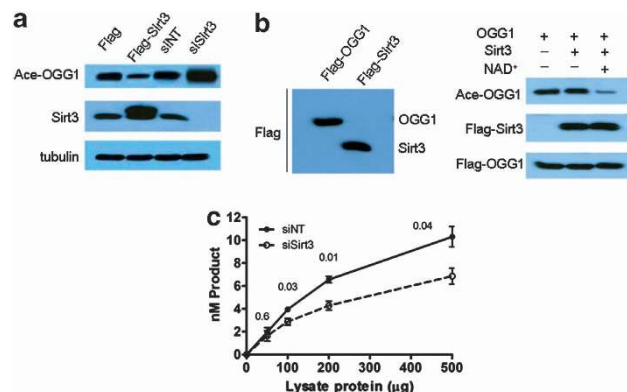 a
Flag
Flag-Sirt3
siNT
siSirt3
Ace-OGG1
Sirt3
tubulin
b
Flag-OGG1
Flag-Sirt3
Flag
OGG1
Sirt3
OGG1 + + +
Sirt3 − + +
NAD⁺ − − +
Ace-OGG1
Flag-Sirt3
Flag-OGG1
c
siNT
siSirt3
nM Product
12
10
8
6
4
2
0
0.6
0.03
0.01
0.04
0 100 200 300 400 500
Lysate protein (µg)